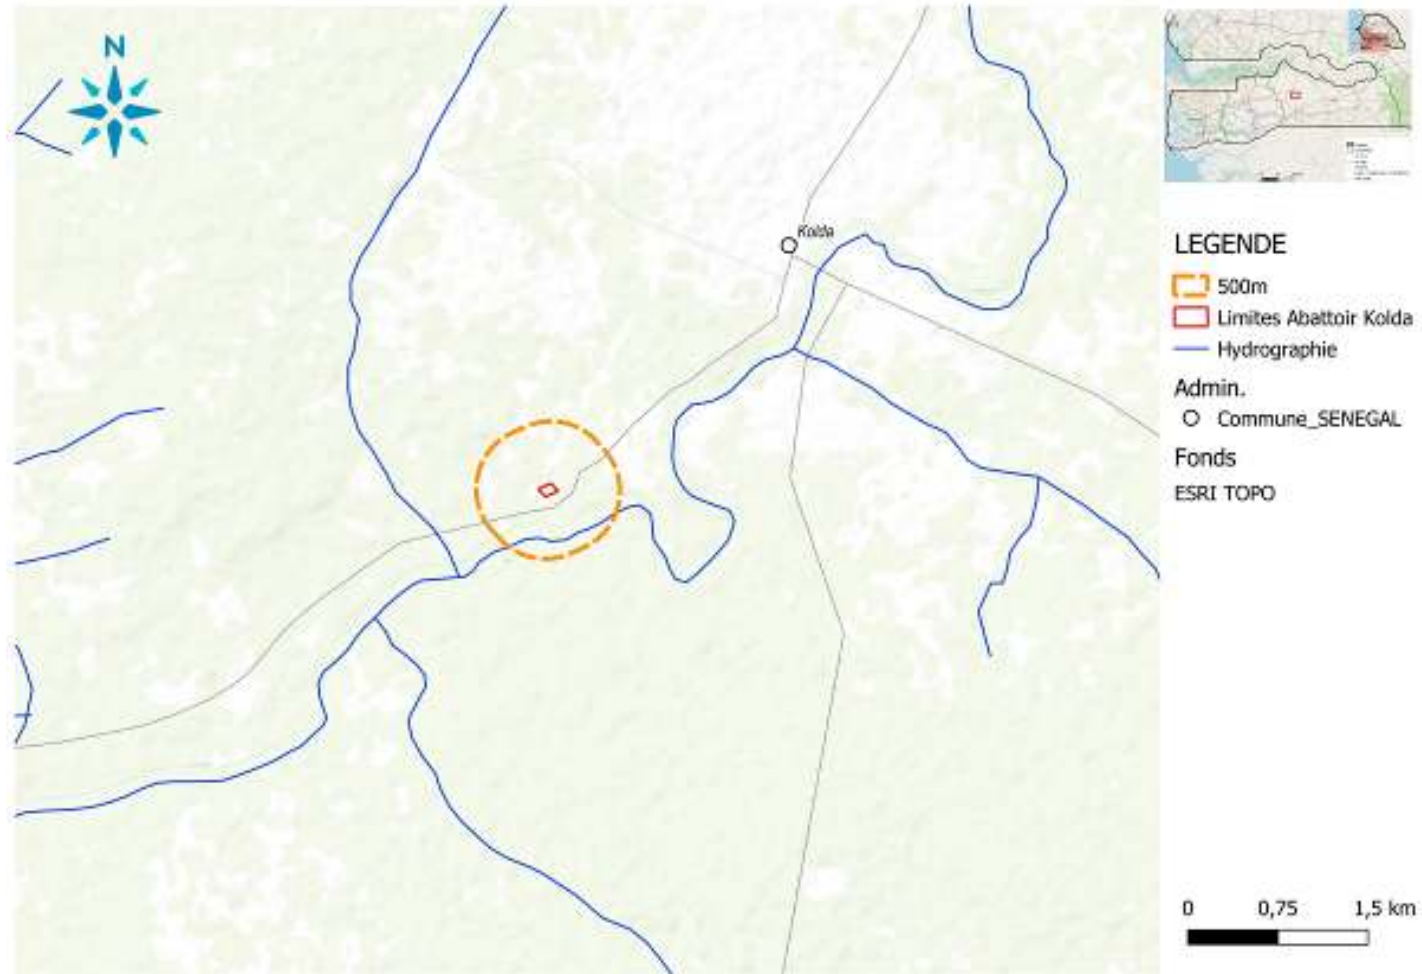 N
Kolda
LEGENDE
500m
Limites Abattoir Kolda
Hydrographie
Admin.
Commune_SENEGAL
Fonds
ESRI TOPO
0 0,75 1,5 km